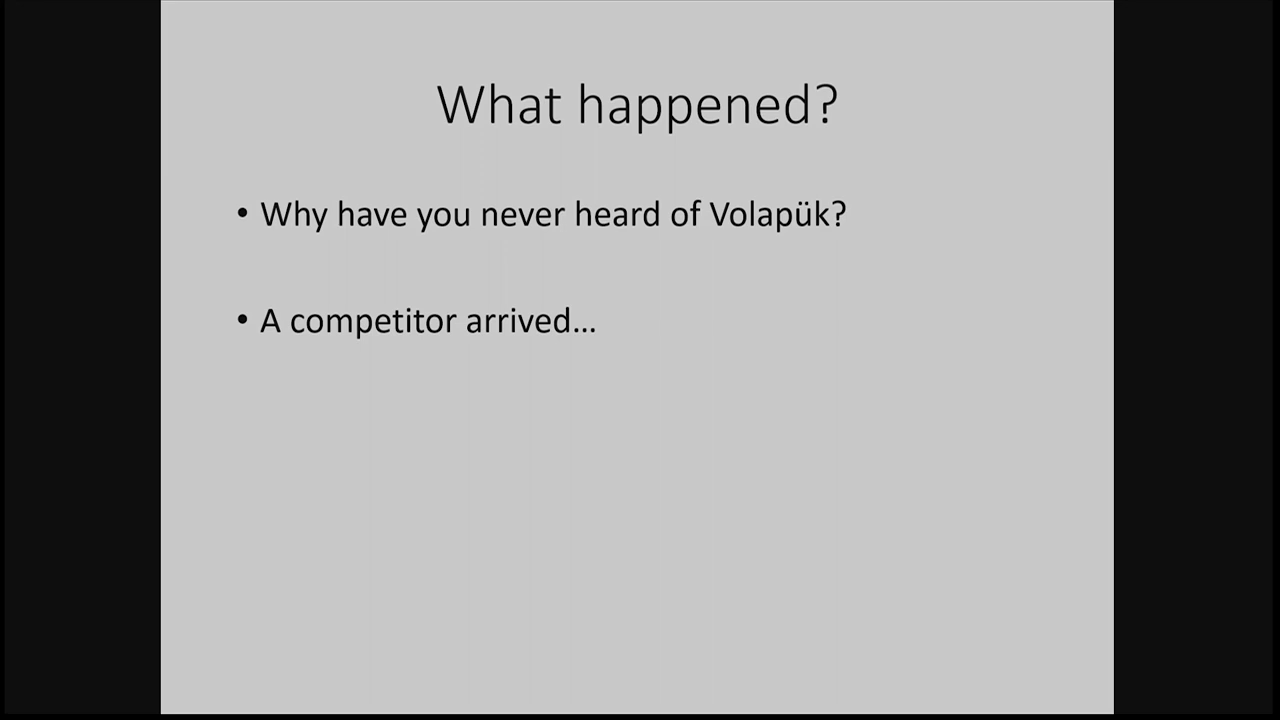 What happened?
• Why have you never heard of Volapük?
• A competitor arrived…